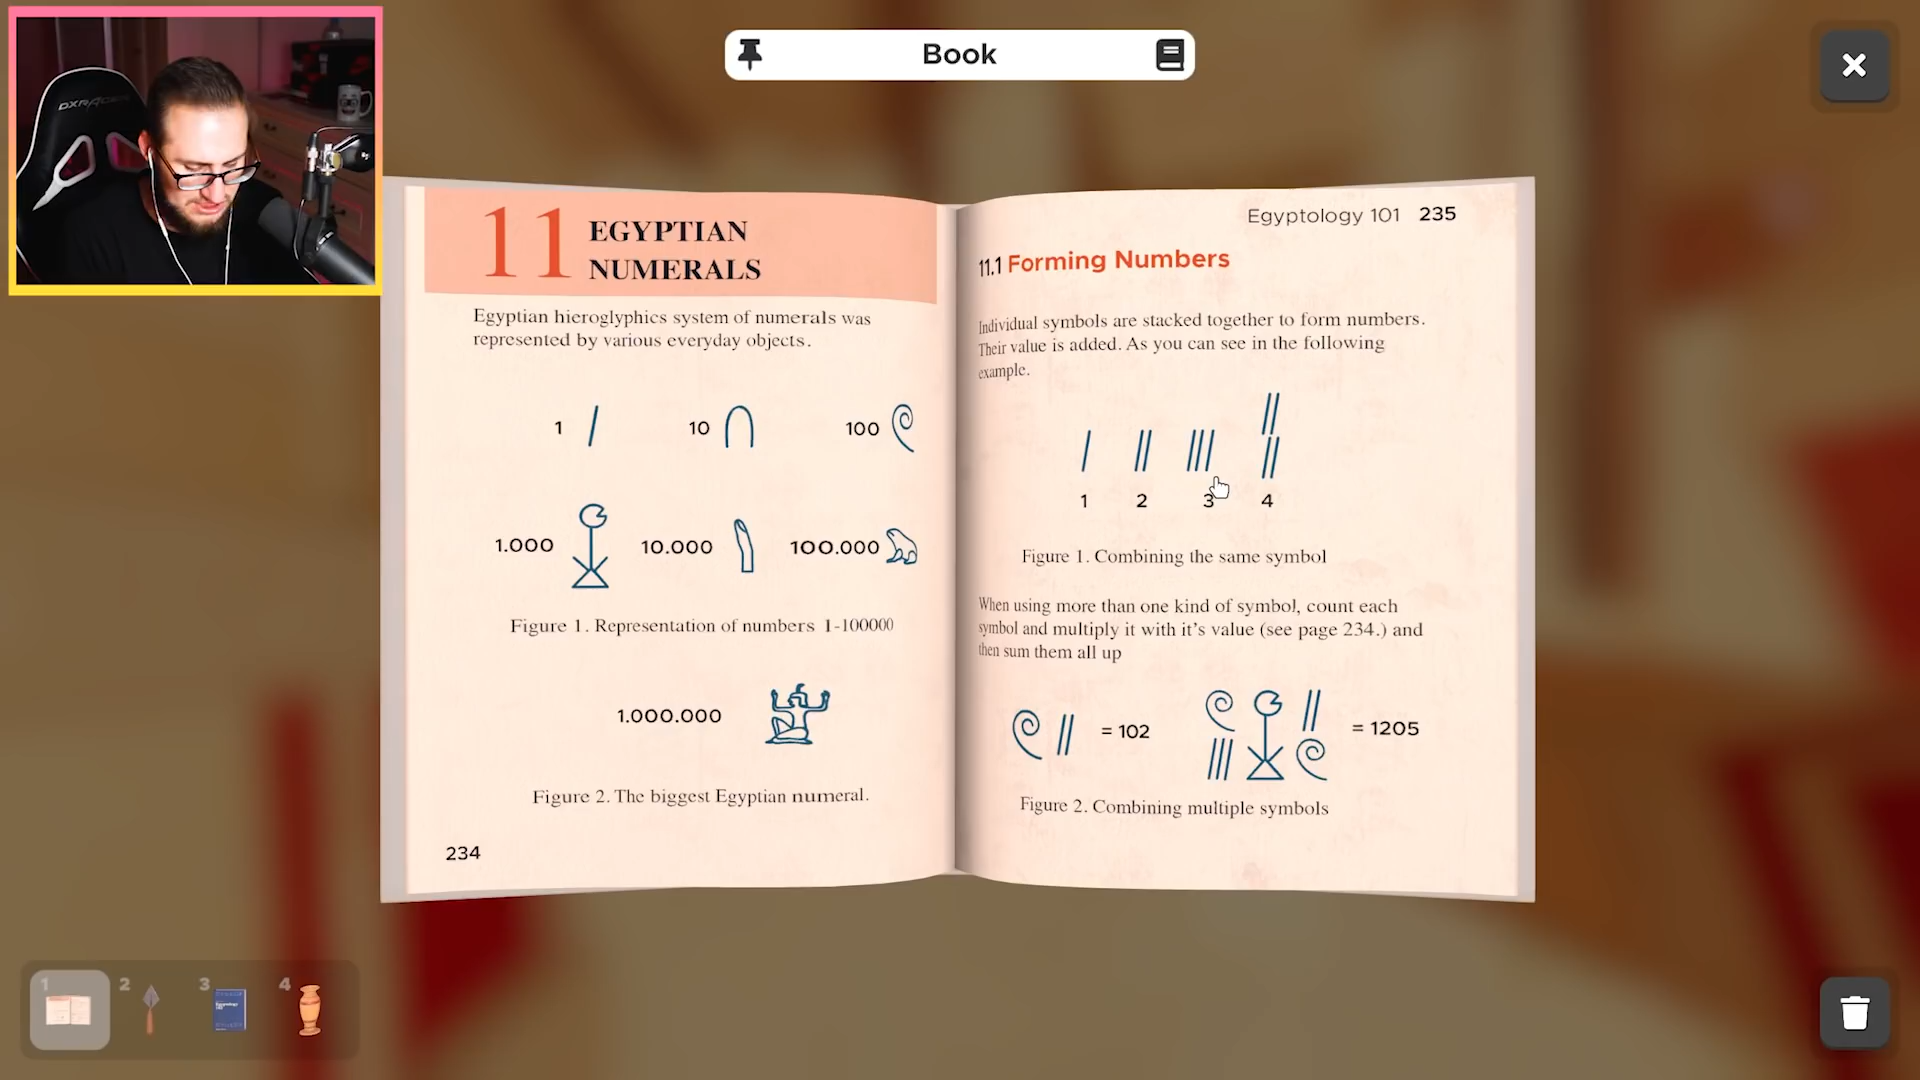 Book
DXRACER
11 EGYPTIAN
NUMERALS
Egyptian hieroglyphics system of numerals was
represented by various everyday objects.
1
10
100
1.000
10.000
100.000
Figure 1. Representation of numbers 1-100000
1.000.000
Figure 2. The biggest Egyptian numeral.
234
Egyptology 101 235
11.1 Forming Numbers
Individual symbols are stacked together to form numbers.
Their value is added. As you can see in the following
example.
1 2 3 4
Figure 1. Combining the same symbol
When using more than one kind of symbol, count each
symbol and multiply it with it's value (see page 234.) and
then sum them all up
= 102
= 1205
Figure 2. Combining multiple symbols
1 2 3 4